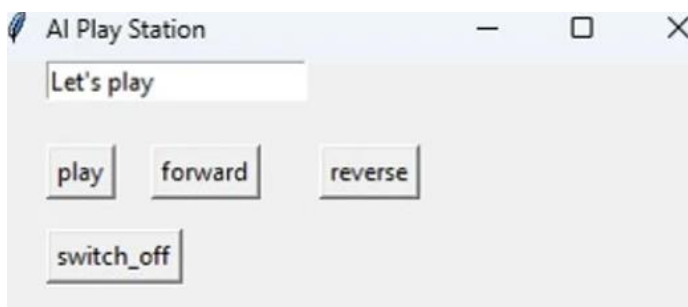 AI Play Station
Let's play
play forward reverse
switch_off